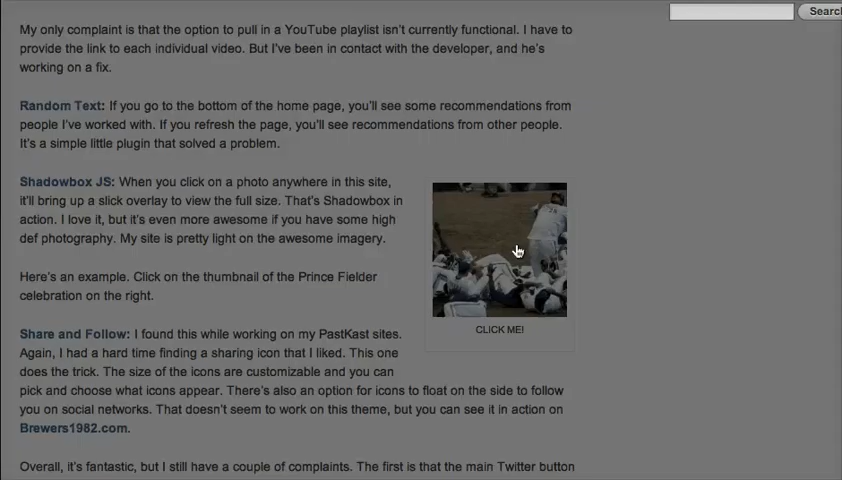 Search
My only complaint is that the option to pull in a YouTube playlist isn't currently functional. I have to
provide the link to each individual video. But I've been in contact with the developer, and he's
working on a fix.
Random Text: If you go to the bottom of the home page, you'll see some recommendations from
people I've worked with. If you refresh the page, you'll see recommendations from other people.
It's a simple little plugin that solved a problem.
Shadowbox JS: When you click on a photo anywhere in this site,
it'll bring up a slick overlay to view the full size. That's Shadowbox in
action. I love it, but it's even more awesome if you have some high
def photography. My site is pretty light on the awesome imagery.
Here's an example. Click on the thumbnail of the Prince Fielder
celebration on the right.
CLICK ME!
Share and Follow: I found this while working on my PastKast sites.
Again, I had a hard time finding a sharing icon that I liked. This one
does the trick. The size of the icons are customizable and you can
pick and choose what icons appear. There's also an option for icons to float on the side to follow
you on social networks. That doesn't seem to work on this theme, but you can see it in action on
Brewers1982.com.
Overall, it's fantastic, but I still have a couple of complaints. The first is that the main Twitter button